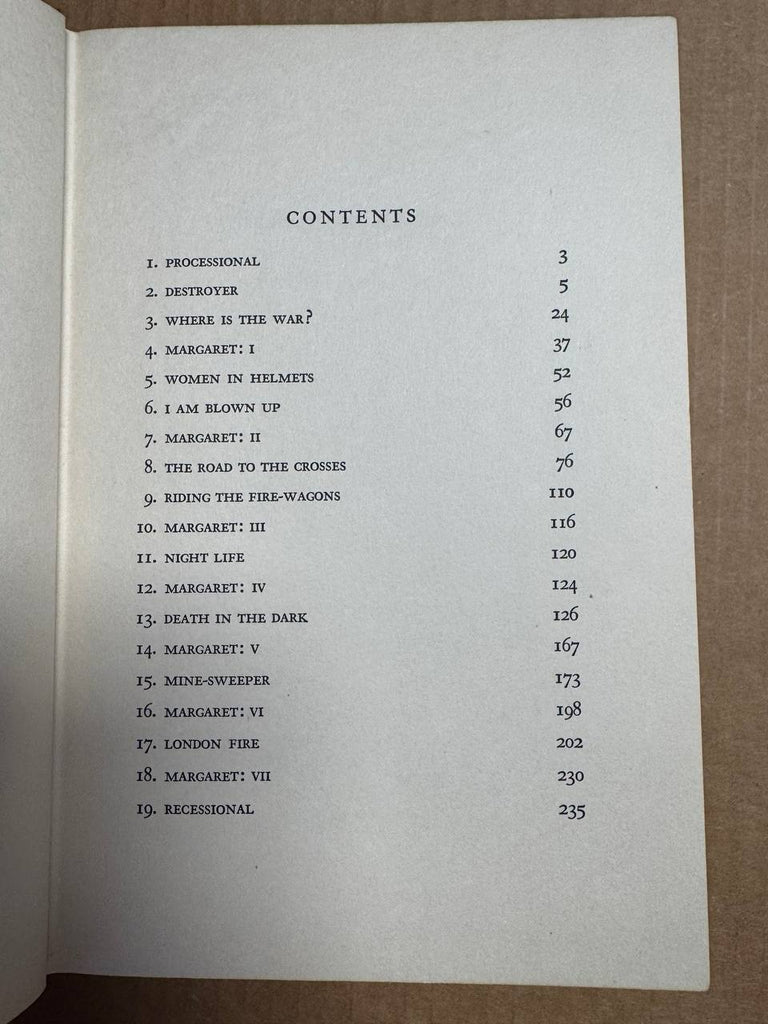 CONTENTS
1. PROCESSIONAL 3
2. DESTROYER 5
3. WHERE IS THE WAR? 24
4. MARGARET: I 37
5. WOMEN IN HELMETS 52
6. I AM BLOWN UP 56
7. MARGARET: II 67
8. THE ROAD TO THE CROSSES 76
9. RIDING THE FIRE-WAGONS 110
10. MARGARET: III 116
11. NIGHT LIFE 120
12. MARGARET: IV 124
13. DEATH IN THE DARK 126
14. MARGARET: V 167
15. MINE-SWEEPER 173
16. MARGARET: VI 198
17. LONDON FIRE 202
18. MARGARET: VII 230
19. RECESSIONAL 235